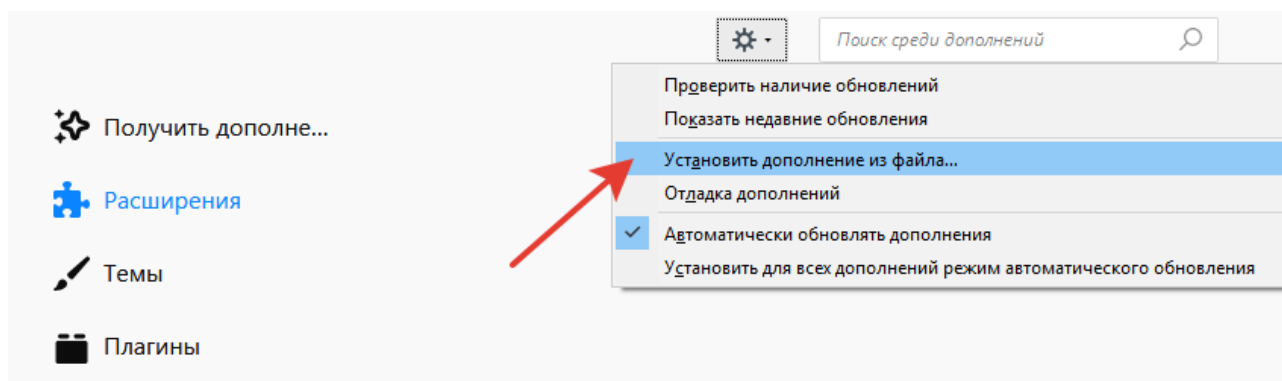 Поиск среди дополнений
Проверить наличие обновлений
Показать недавние обновления
Получить дополне...
Установить дополнение из файла...
Отладка дополнений
Расширения
Автоматически обновлять дополнения
Установить для всех дополнений режим автоматического обновления
Темы
Плагины